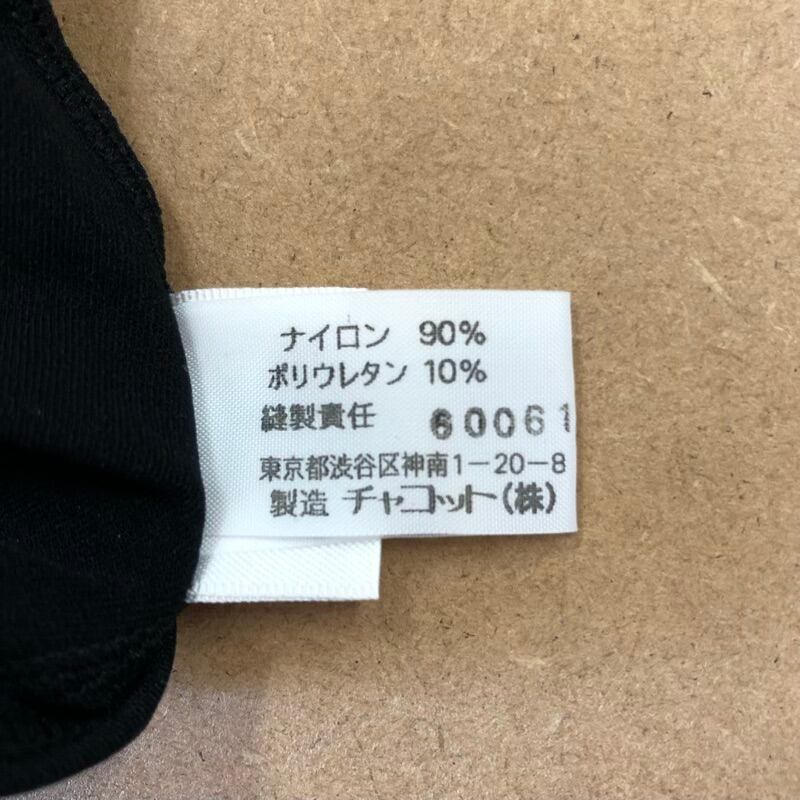 ナイロン 90%
ポリウレタン 10%
縫製責任 60061
東京都渋谷区神南1-20-8
製造 チャコット(株)